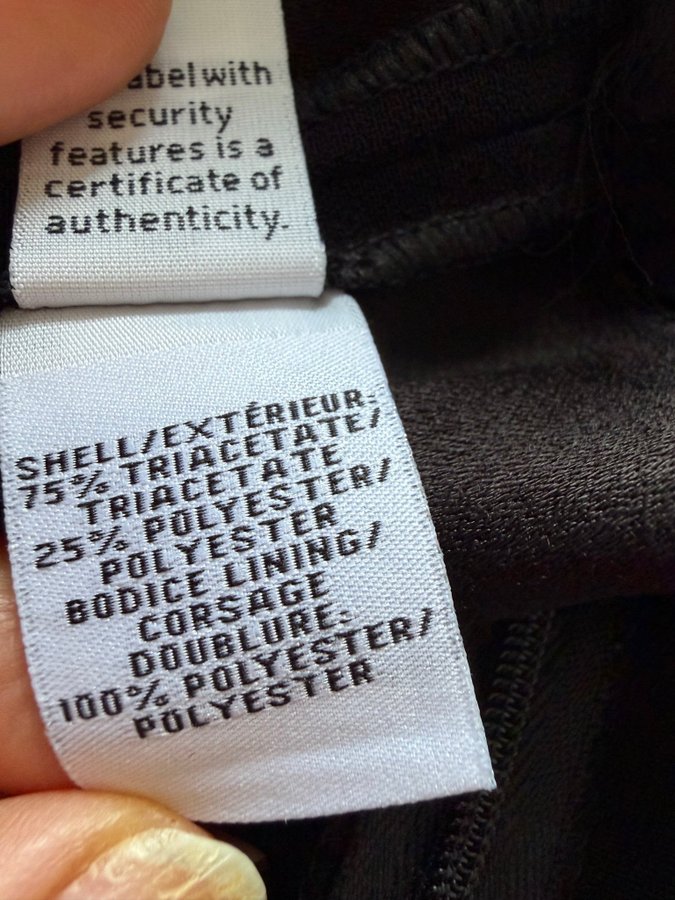 with
security
features is a
certificate of
authenticity.
SHELL/EXTÉRIEUR:
75% TRIACETATE/
TRIACETATE
25% POLYESTER/
POLYESTER
BODICE LINING/
CORSAGE
DOUBLURE:
100% POLYESTER/
POLYESTER